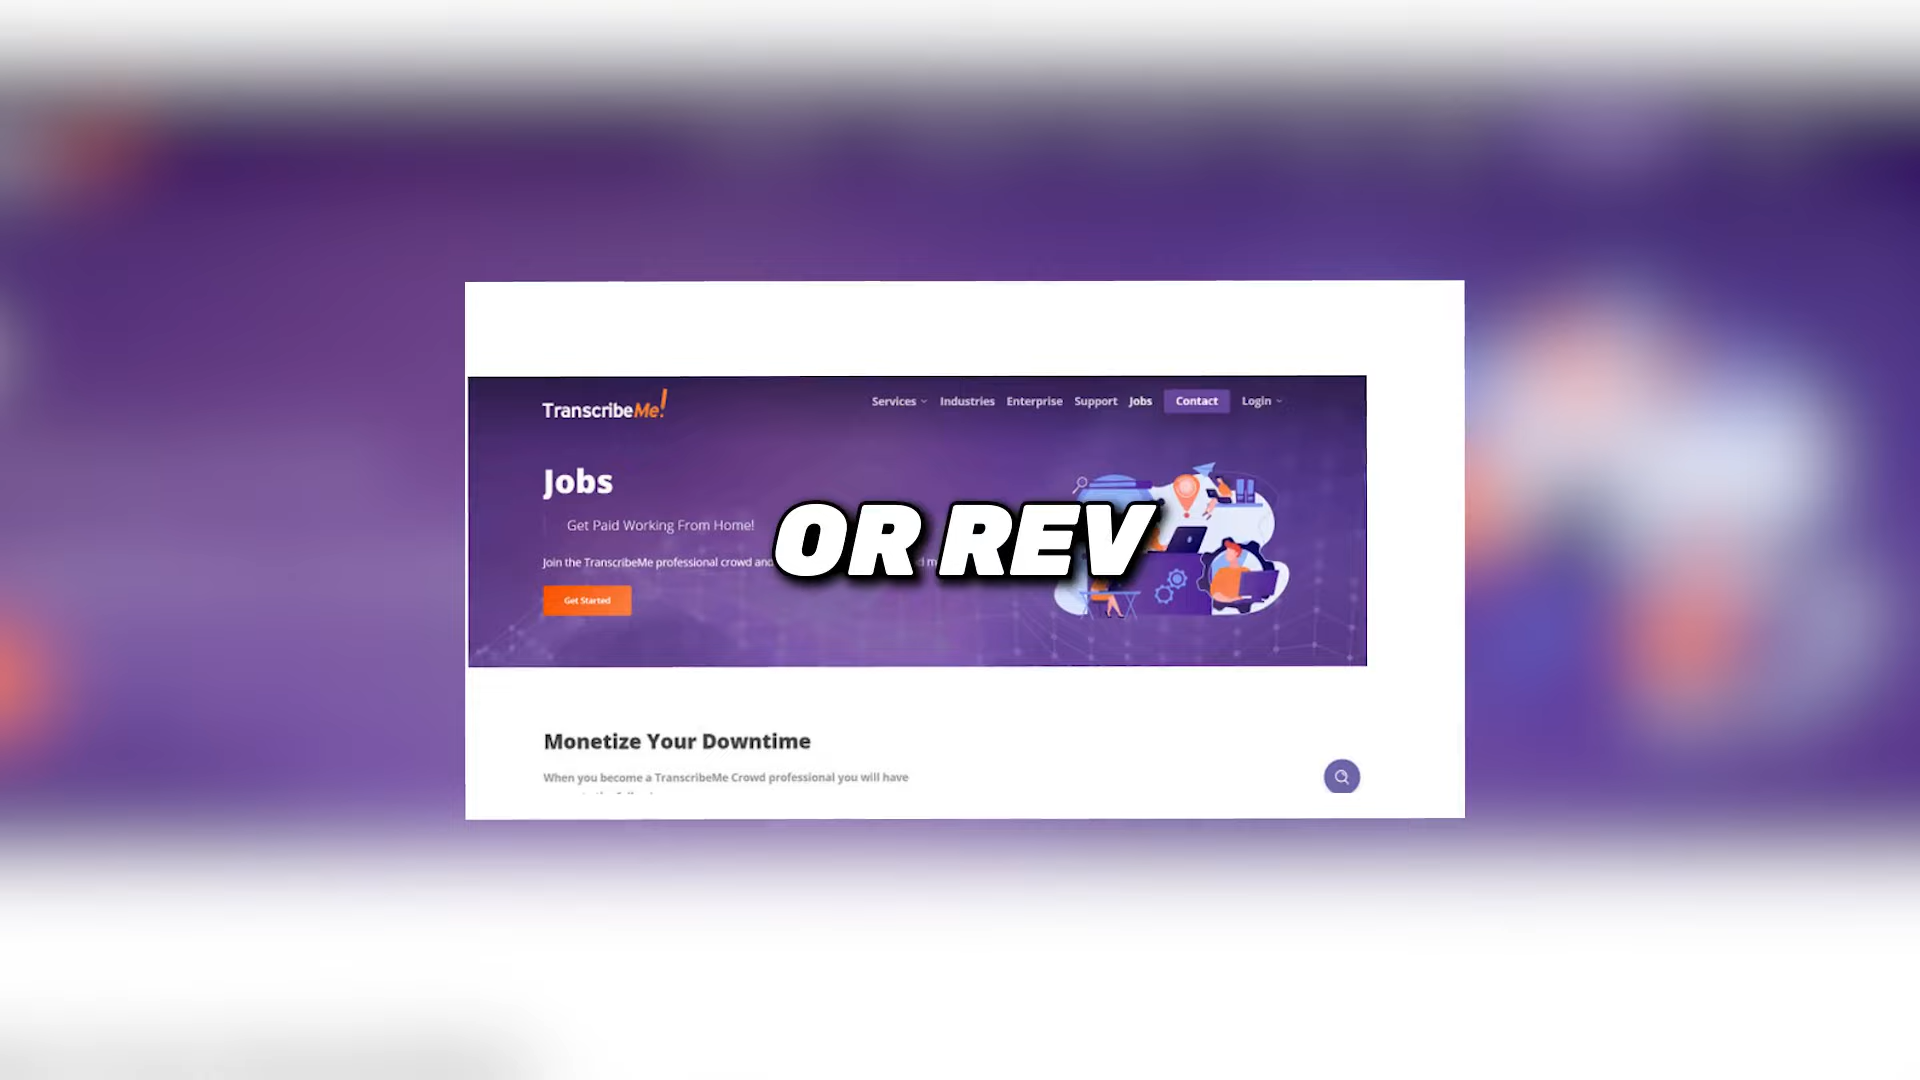 TranscribeMe!
Services Industries Enterprise Support Jobs Contact Login
Jobs
Get Paid Working From Home!
OR REV
Join the TranscribeMe professional crowd and
Get Started
Monetize Your Downtime
When you become a TranscribeMe Crowd professional you will have